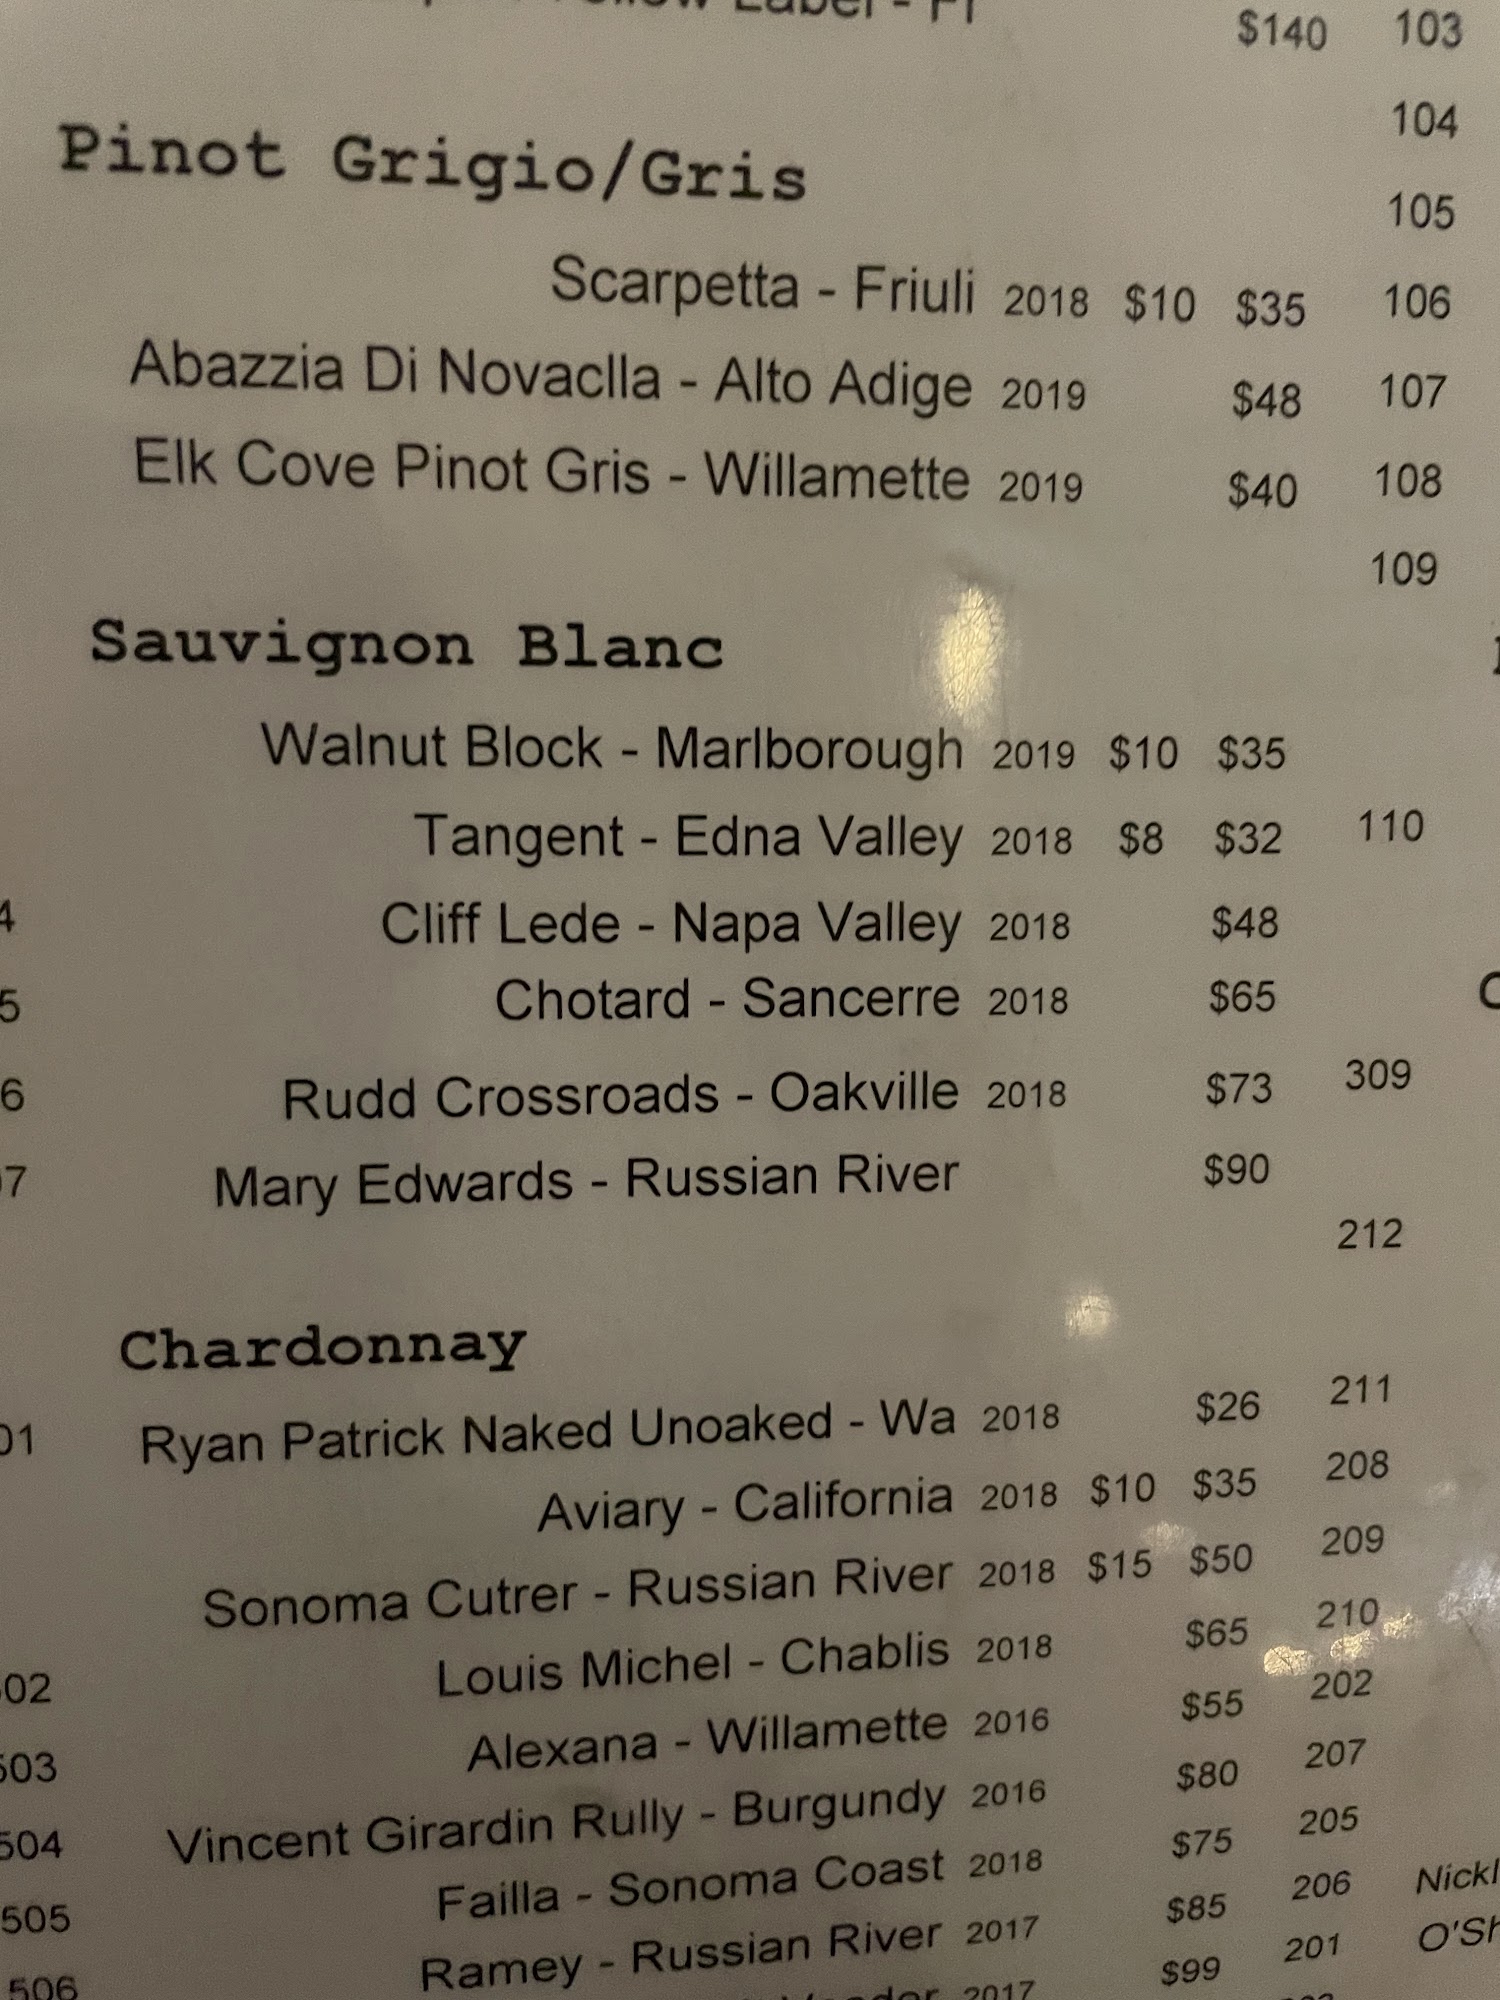 $140 103
104
Pinot Grigio/Gris
105
Scarpetta - Friuli 2018 $10 $35 106
Abazzia Di Novaclla - Alto Adige 2019 $48 107
Elk Cove Pinot Gris - Willamette 2019 $40 108
109
Sauvignon Blanc
Walnut Block - Marlborough 2019 $10 $35
Tangent - Edna Valley 2018 $8 $32 110
Cliff Lede - Napa Valley 2018 $48
Chotard - Sancerre 2018 $65
Rudd Crossroads - Oakville 2018 $73 309
Mary Edwards - Russian River $90
212
Chardonnay
Ryan Patrick Naked Unoaked - Wa 2018 $26 211
Aviary - California 2018 $10 $35 208
Sonoma Cutrer - Russian River 2018 $15 $50 209
Louis Michel - Chablis 2018 $65 210
Alexana - Willamette 2016 $55 202
Vincent Girardin Rully - Burgundy 2016 $80 207
504 Failla - Sonoma Coast 2018 $75 205
505 Ramey - Russian River 2017 $85 206
506 2017 $99 201